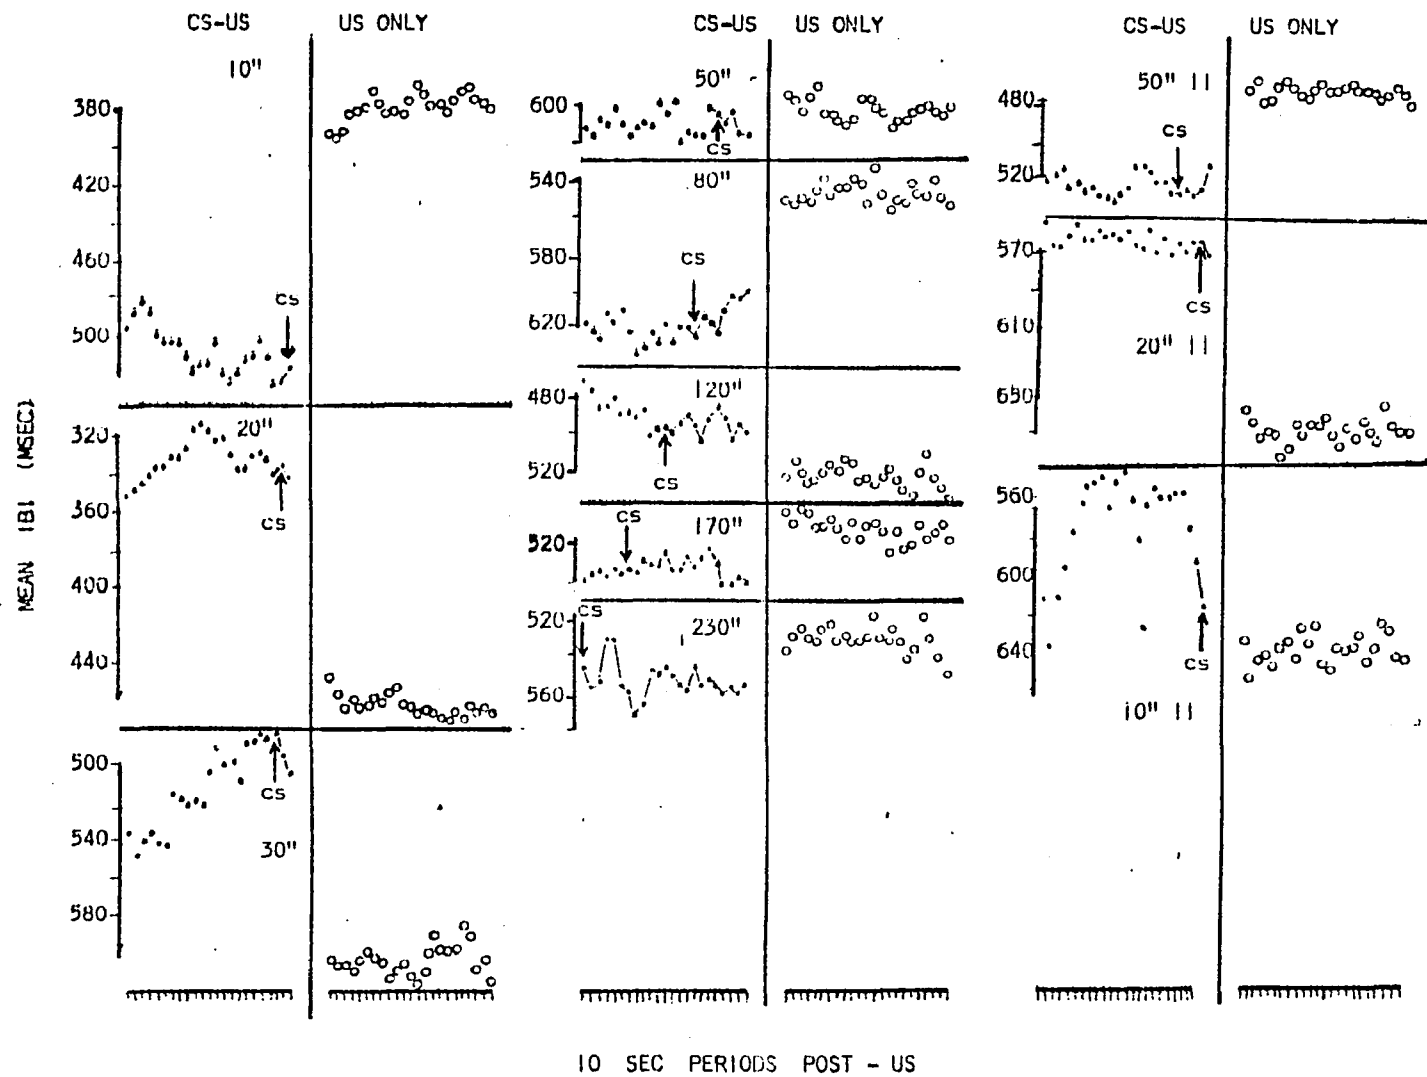 CS-US US ONLY CS-US US ONLY CS-US US ONLY
10"
380
420
460
500
CS
20"
320
360
400
440
CS
30"
500
540
580
CS
50"
600
CS
80"
540
580
620
CS
120"
480
520
CS
170"
520
CS
230"
520
560
CS
50" II
480
520
CS
20" II
570
610
CS
10" II
560
600
640
CS
MEAN IBI (MSEC)
10 SEC PERIODS POST - US